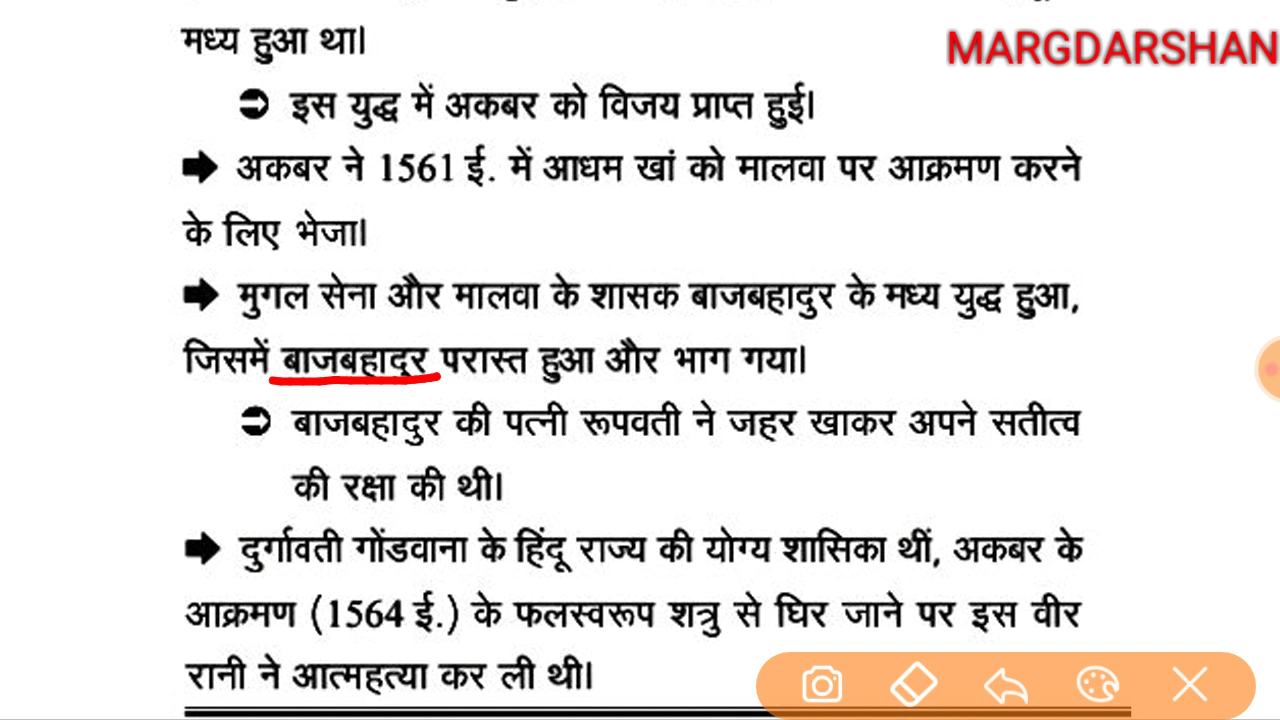 मध्य हुआ था।
MARGDARSHAN
➲ इस युद्ध में अकबर को विजय प्राप्त हुई।
➡ अकबर ने 1561 ई. में आधम खां को मालवा पर आक्रमण करने
के लिए भेजा।
➡ मुगल सेना और मालवा के शासक बाजबहादुर के मध्य युद्ध हुआ,
जिसमें बाजबहादुर परास्त हुआ और भाग गया।
➲ बाजबहादुर की पत्नी रूपवती ने जहर खाकर अपने सतीत्व
की रक्षा की थी।
➡ दुर्गावती गोंडवाना के हिंदू राज्य की योग्य शासिका थीं, अकबर के
आक्रमण (1564 ई.) के फलस्वरूप शत्रु से घिर जाने पर इस वीर
रानी ने आत्महत्या कर ली थी।